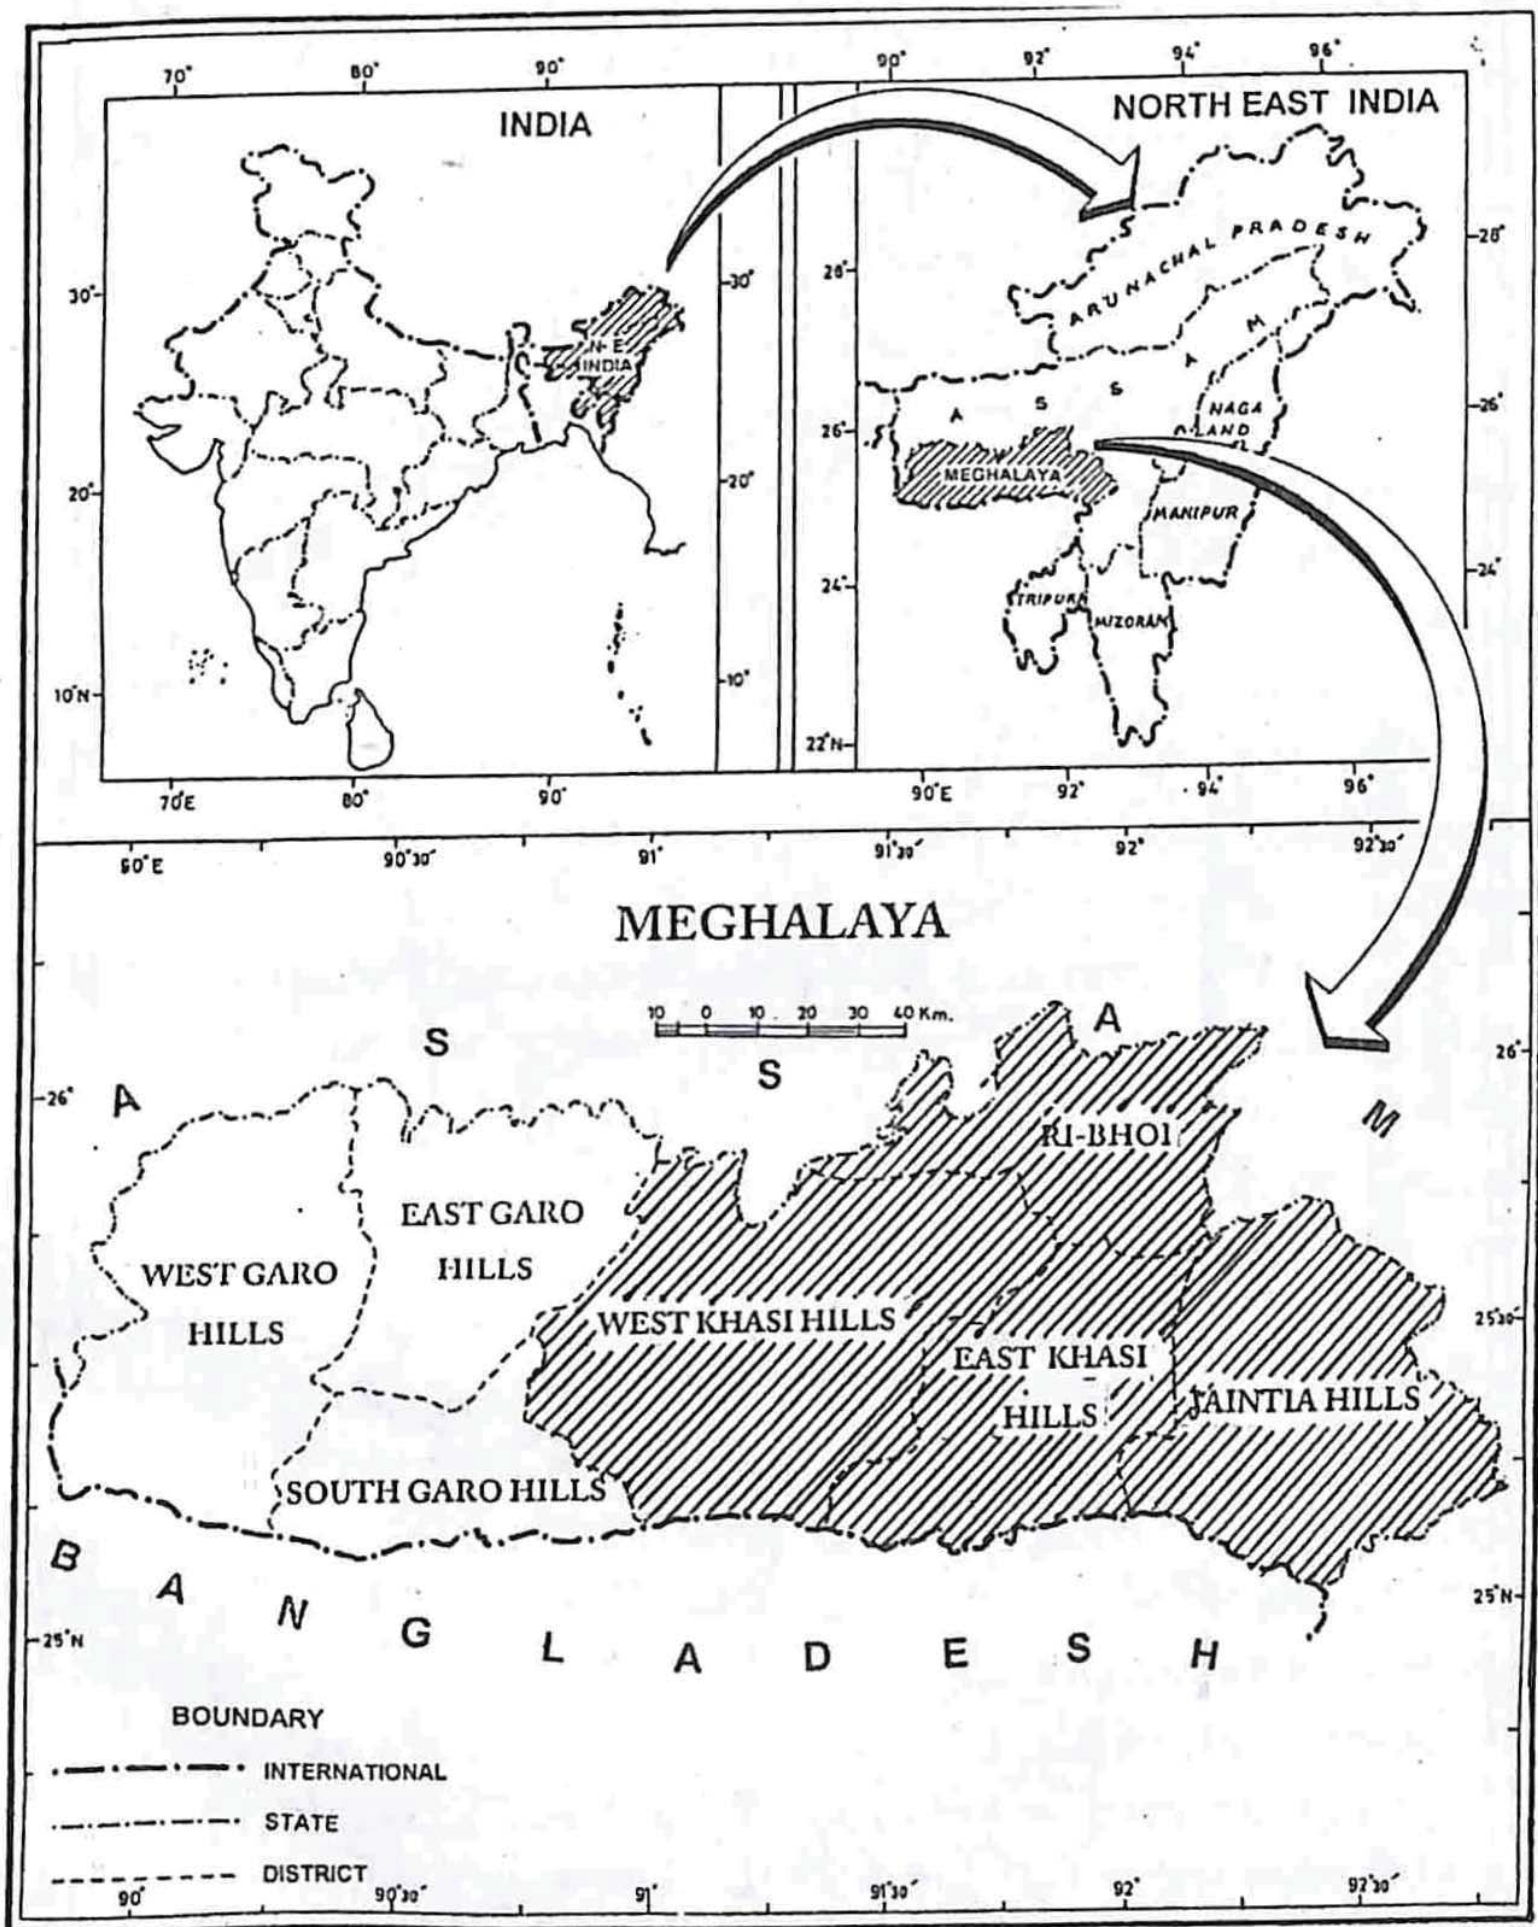 70° 80° 90°
INDIA
30° 30°
N-E
INDIA
20° 20°
10°N 10°
70°E 80° 90°
90° 92° 94° 96°
NORTH EAST INDIA
28° 28°
ARUNACHAL PRADESH
A S S A M
26° 26°
NAGA
LAND
MEGHALAYA
MANIPUR
24° 24°
TRIPURA
MIZORAM
22°N
90°E 92° 94° 96°
90°E 90°30' 91° 91°30' 92° 92°30'
MEGHALAYA
10 0 10 20 30 40 Km.
A S S A M
26° 26°
RI-BHOI
EAST GARO
HILLS
WEST GARO
HILLS
WEST KHASI HILLS
25°30'
EAST KHASI
HILLS
JAINTIA HILLS
SOUTH GARO HILLS
BANGLADESH
25°N 25°N
BOUNDARY
INTERNATIONAL
STATE
DISTRICT
90° 90°30' 91° 91°30' 92° 92°30'